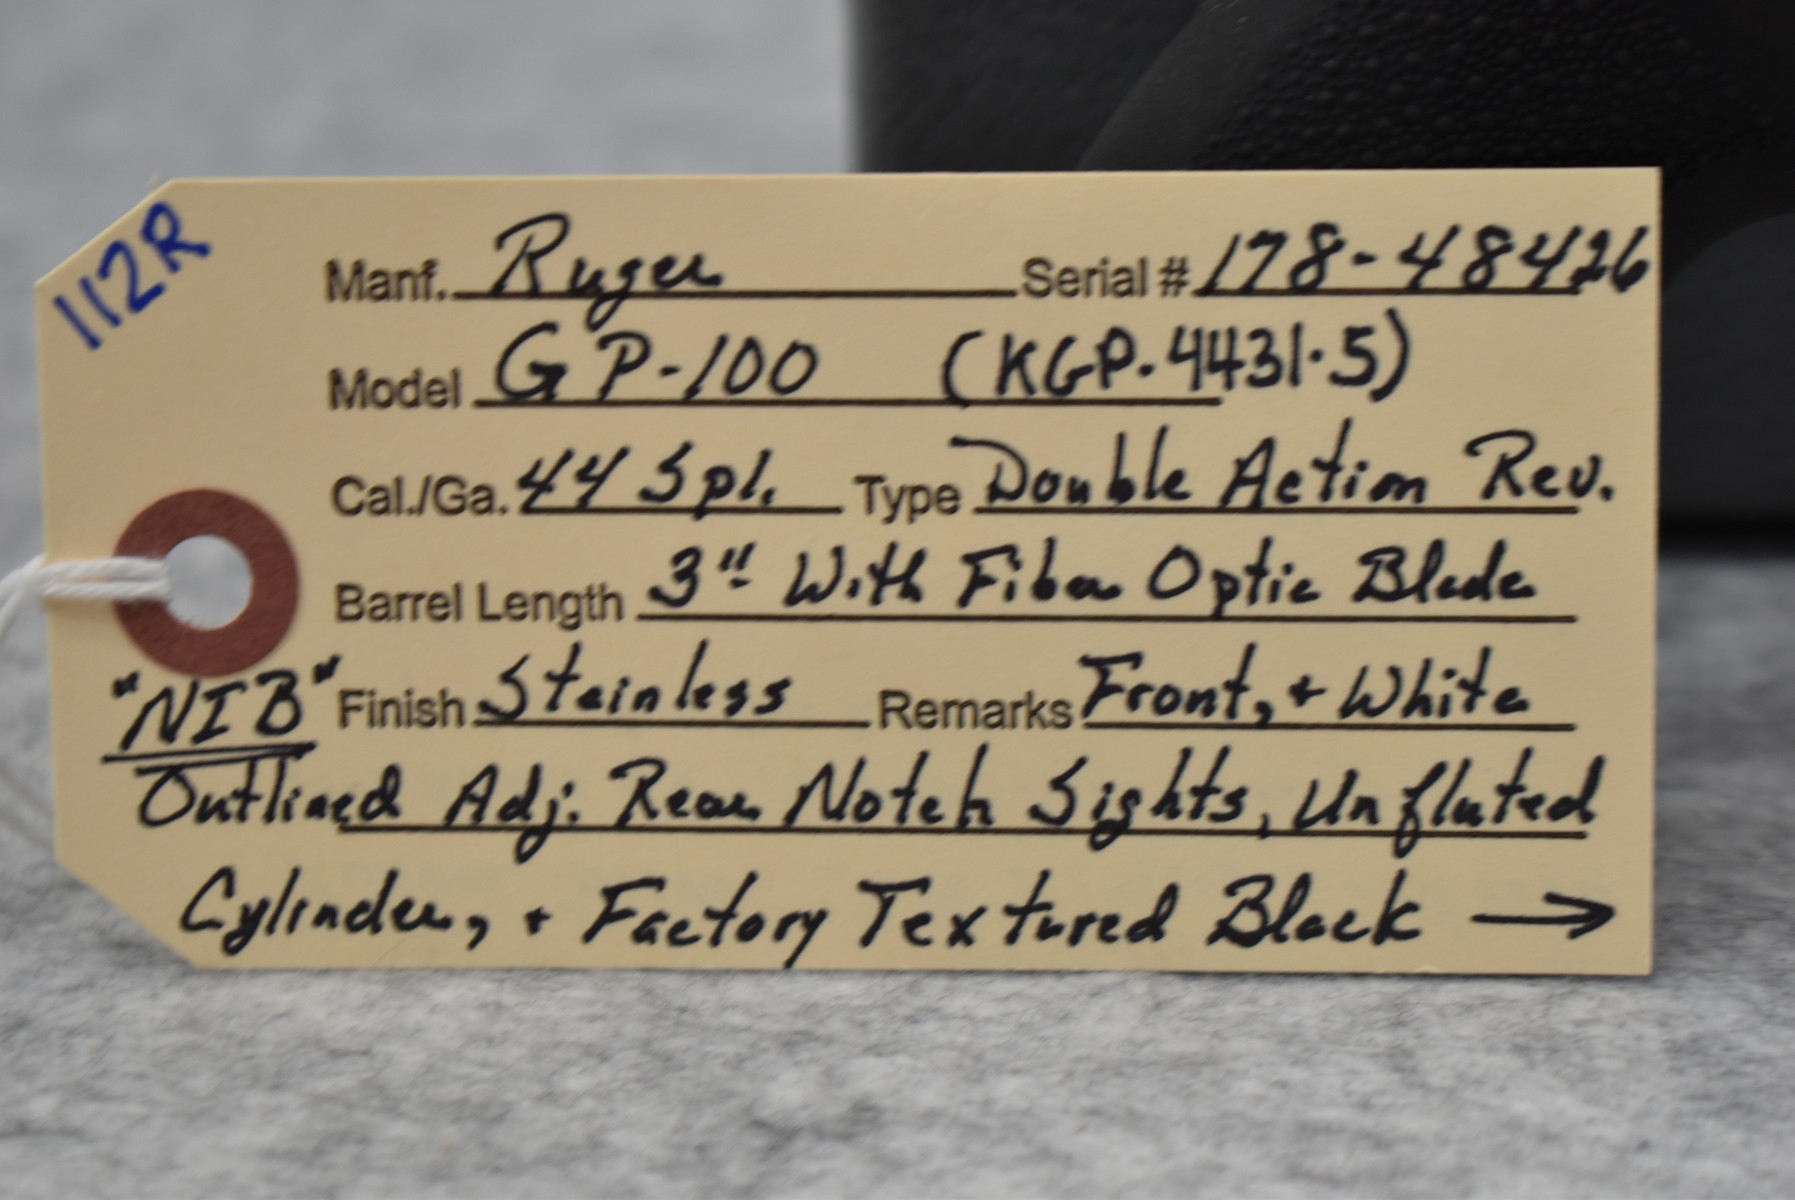 112R
Manf. Ruger Serial # 178-48426
Model GP-100 (KGP-4431-5)
Cal./Ga. 44 Spl. Type Double Action Rev.
Barrel Length 3" With Fiber Optic Blade
"NIB" Finish Stainless Remarks Front, + White
Outlined Adj. Rear Notch Sights, Unfluted
Cylinder, + Factory Textured Black →